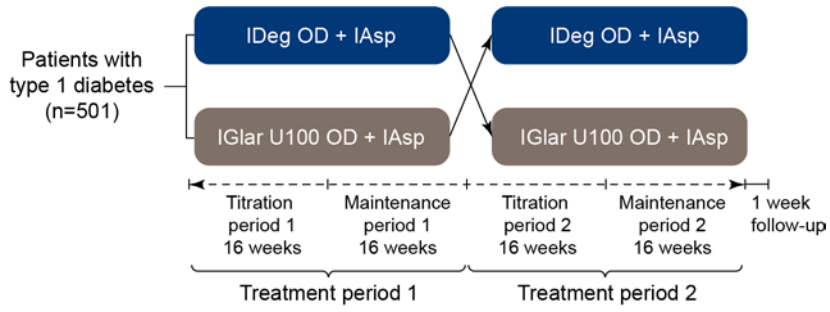 IDeg OD + IAsp
IDeg OD + IAsp
Patients with
type 1 diabetes
(n=501)
IGlar U100 OD + IAsp
IGlar U100 OD + IAsp
Titration
period 1
16 weeks
Maintenance
period 1
16 weeks
Titration
period 2
16 weeks
Maintenance
period 2
16 weeks
1 week
follow-up
Treatment period 1
Treatment period 2